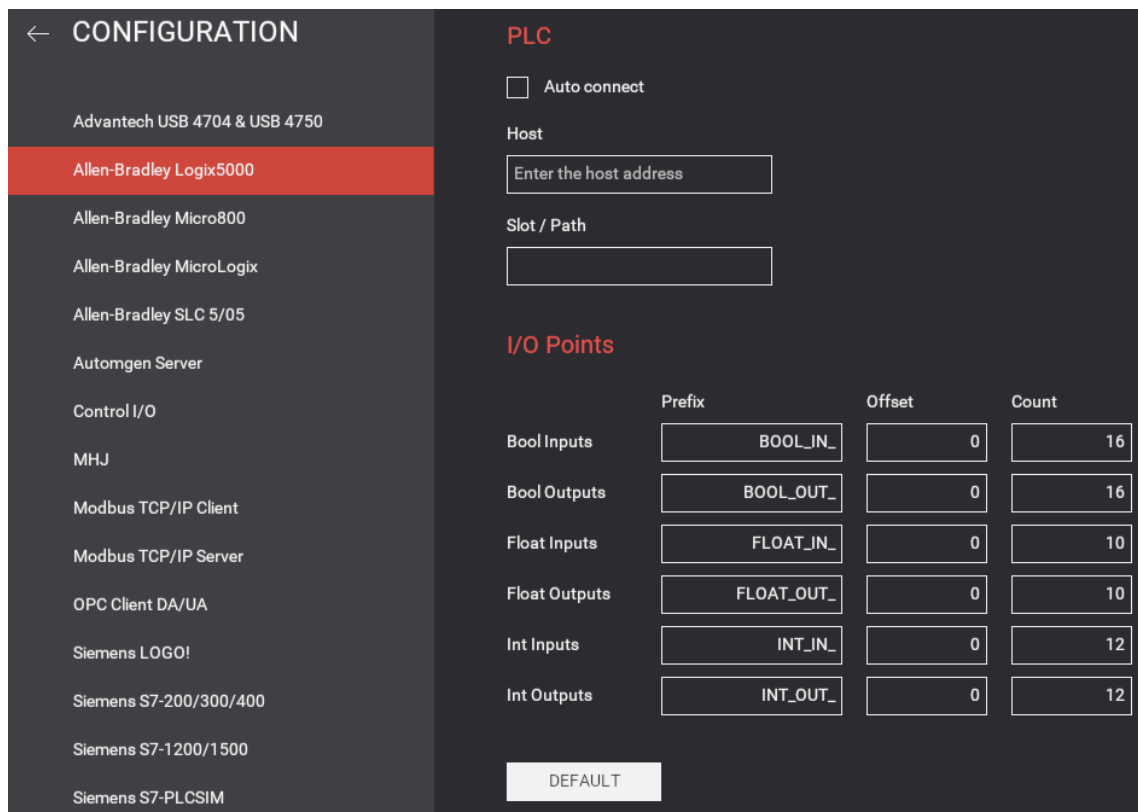 ← CONFIGURATION
Advantech USB 4704 & USB 4750
Allen-Bradley Logix5000
Allen-Bradley Micro800
Allen-Bradley MicroLogix
Allen-Bradley SLC 5/05
Automgen Server
Control I/O
MHJ
Modbus TCP/IP Client
Modbus TCP/IP Server
OPC Client DA/UA
Siemens LOGO!
Siemens S7-200/300/400
Siemens S7-1200/1500
Siemens S7-PLCSIM
PLC
Auto connect
Host
Enter the host address
Slot / Path
I/O Points
Prefix Offset Count
Bool Inputs BOOL_IN_ 0 16
Bool Outputs BOOL_OUT_ 0 16
Float Inputs FLOAT_IN_ 0 10
Float Outputs FLOAT_OUT_ 0 10
Int Inputs INT_IN_ 0 12
Int Outputs INT_OUT_ 0 12
DEFAULT